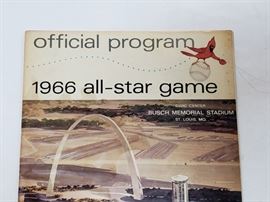 official program
1966 all-star game
CIVIC CENTER
BUSCH MEMORIAL STADIUM
ST. LOUIS, MO.